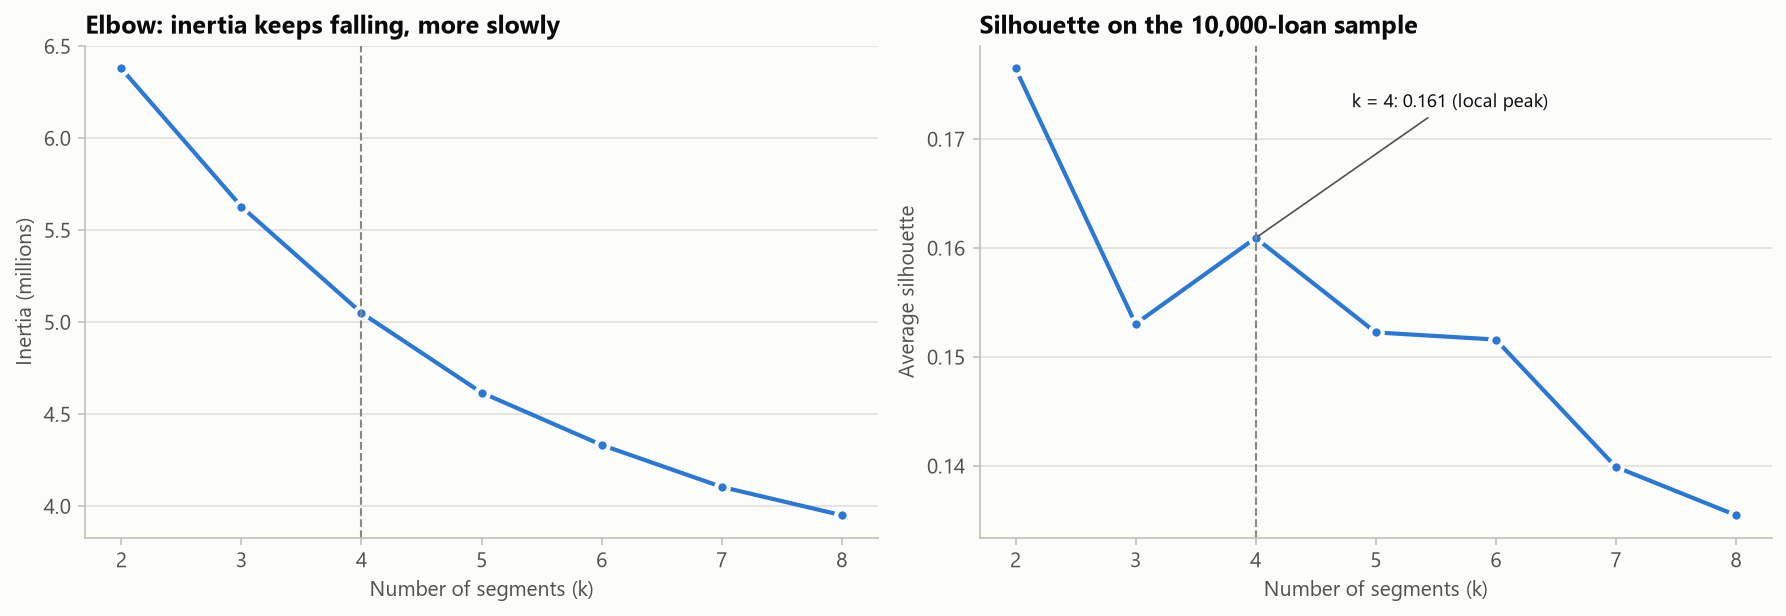 Elbow: inertia keeps falling, more slowly
Inertia (millions)
6.5
6.0
5.5
5.0
4.5
4.0
2 3 4 5 6 7 8
Number of segments (k)
Silhouette on the 10,000-loan sample
Average silhouette
k = 4: 0.161 (local peak)
0.17
0.16
0.15
0.14
2 3 4 5 6 7 8
Number of segments (k)